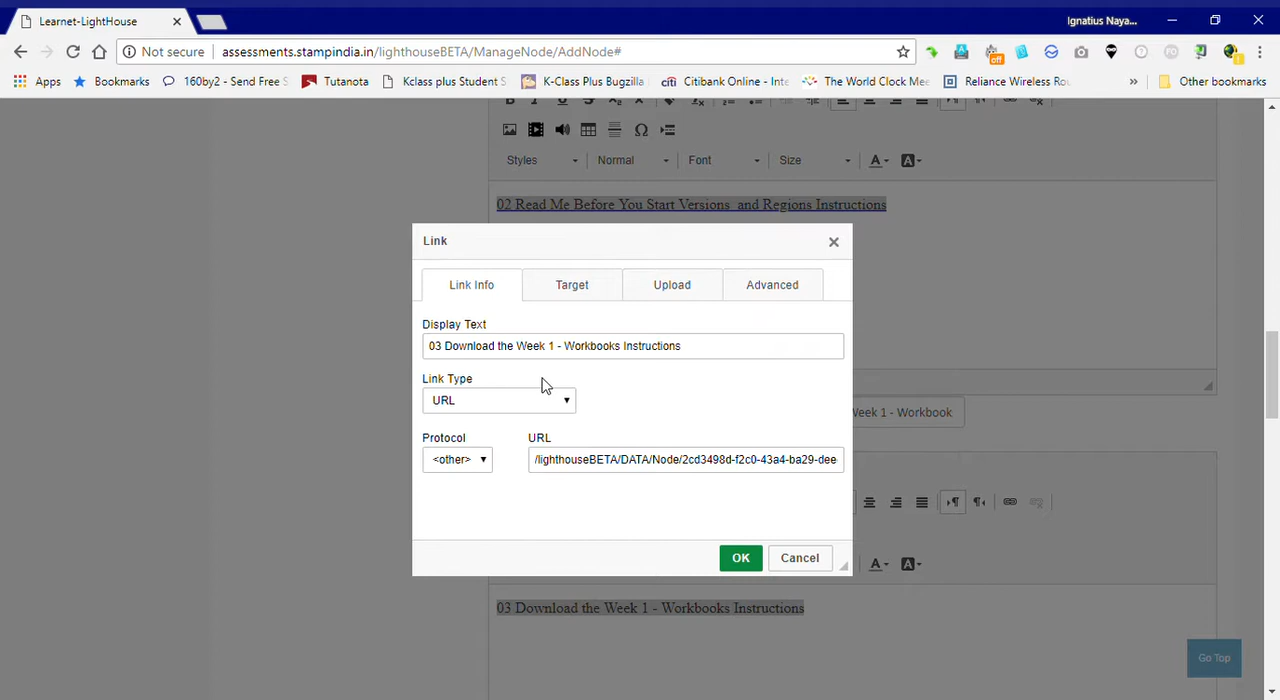 Learnet-LightHouse
Ignatius Naya...
Not secure
assessments.stampindia.in/lighthouseBETA/ManageNode/AddNode#
off
Apps
Bookmarks
160by2 - Send Free S
Tutanota
Kclass plus Student S
K-Class Plus Bugzilla
citi
Citibank Online - Inte
The World Clock Mee
Reliance Wireless Rou
»
Other bookmarks
Styles
Normal
Font
Size
02 Read Me Before You Start Versions and Regions Instructions
Link
Link Info
Target
Upload
Advanced
Display Text
03 Download the Week 1 - Workbooks Instructions
Link Type
URL
Protocol
URL
<other>
/lighthouseBETA/DATA/Node/2cd3498d-f2c0-43a4-ba29-dee
OK
Cancel
Week 1 - Workbook
03 Download the Week 1 - Workbooks Instructions
Go Top